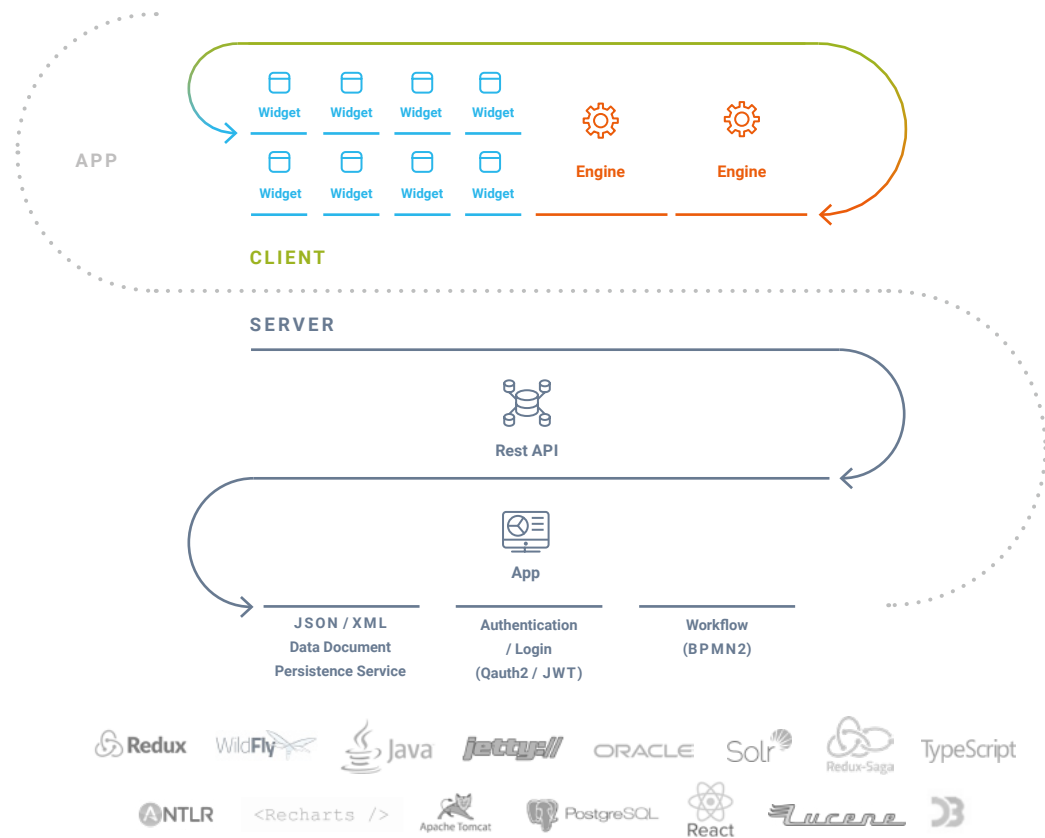 Widget Widget Widget Widget
APP
Widget Widget Widget Widget
Engine Engine
CLIENT
SERVER
Rest API
App
JSON / XML
Data Document
Persistence Service
Authentication
/ Login
(Qauth2 / JWT)
Workflow
(BPMN2)
Redux WildFly Java jetty:// ORACLE Solr Redux-Saga TypeScript
ANTLR <Recharts /> Apache Tomcat PostgreSQL React Lucene D3